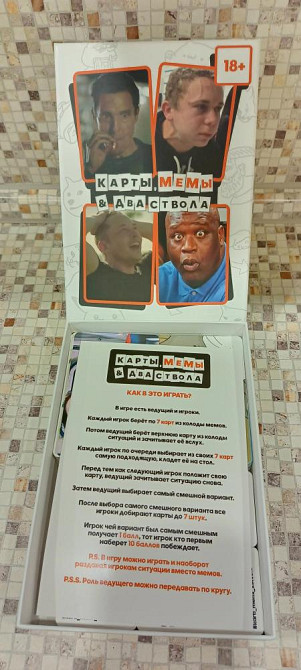 18+
КАРТЫ, МЕМЫ
& ДВА СТВОЛА
КАРТЫ, МЕМЫ
& ДВА СТВОЛА
КАК В ЭТО ИГРАТЬ?
В игре есть ведущий и игроки.
Каждый игрок берёт по 7 карт из колоды мемов.
Потом ведущий берёт верхнюю карту из колоды
ситуаций и зачитывает её вслух.
Каждый игрок по очереди выбирает из своих 7 карт
самую подходящую, кладёт её на стол.
Перед тем как следующий игрок положит свою
карту, ведущий зачитывает ситуацию снова.
Затем ведущий выбирает самый смешной вариант.
После выбора самого смешного варианта все
игроки добирают карты до 7 штук.
Игрок чей вариант был самым смешным
получает 1 балл, тот игрок кто первым
наберет 10 баллов побеждает.
P.S. В игру можно играть и наоборот
раздают игрокам ситуации вместо мемов.
P.S.S. Роль ведущего можно передавать по кругу.